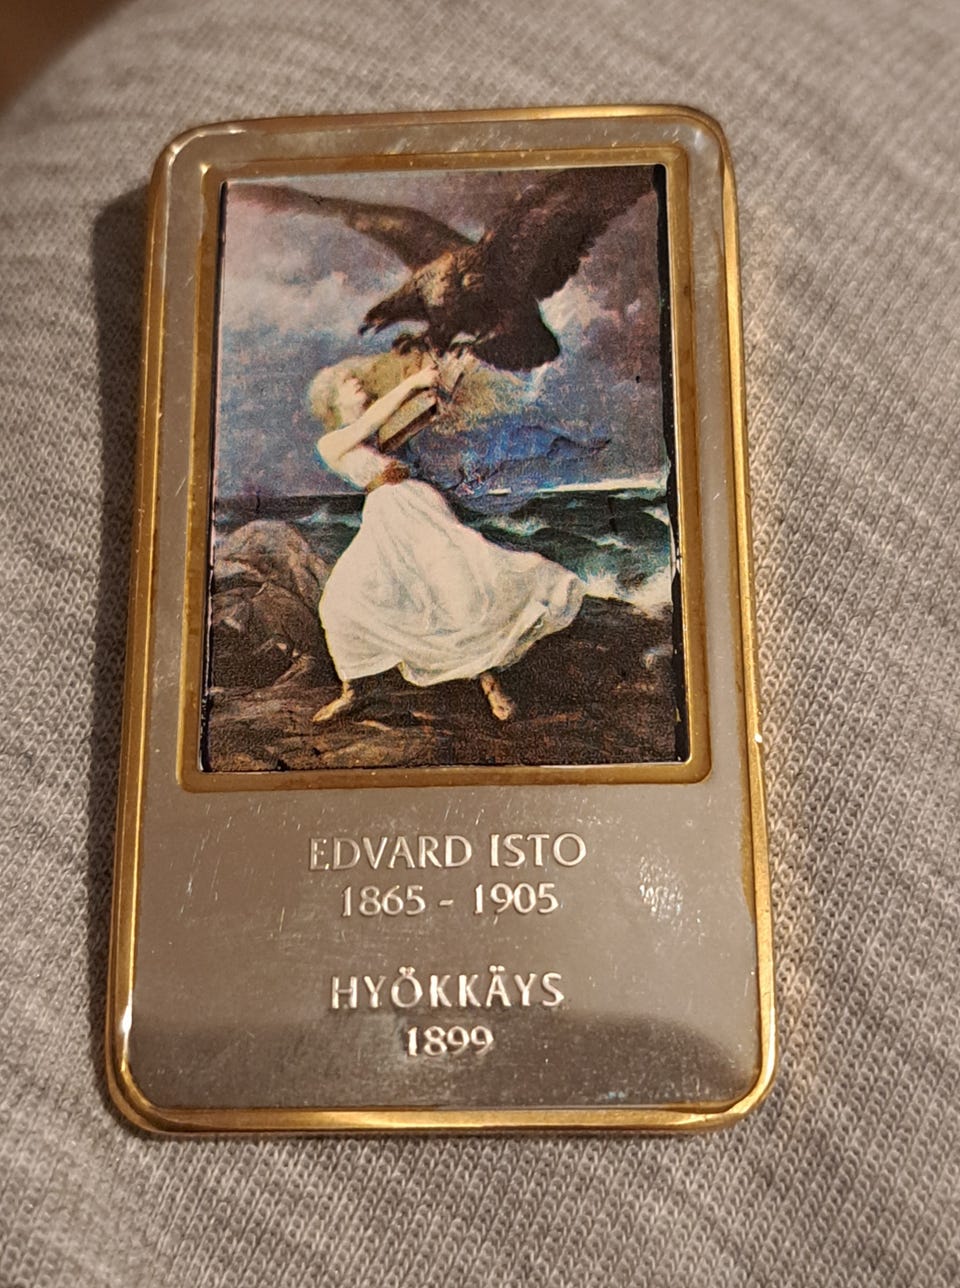 EDVARD ISTO
1865 - 1905
HYÖKKÄYS
1899